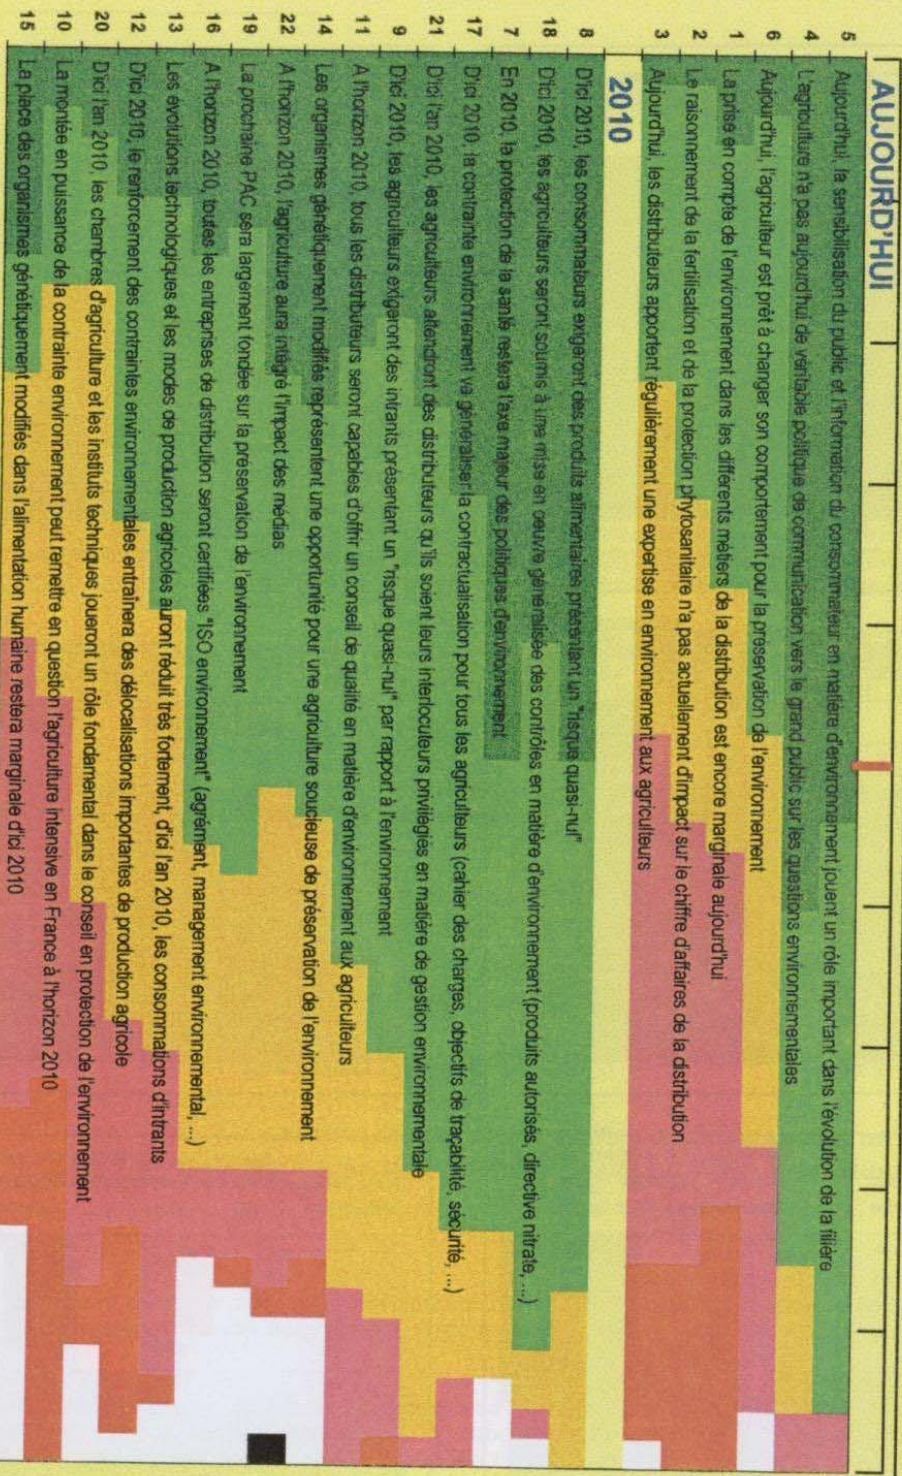 AUJOURD'HUI
5 Aujourd'hui, la sensibilisation du public et l'information du consommateur en matière d'environnement jouent un rôle important dans l'évolution de la filière
4 L'agriculture n'a pas aujourd'hui de véritable politique de communication vers le grand public sur les questions environnementales
6 Aujourd'hui, l'agriculteur est prêt à changer son comportement pour la préservation de l'environnement
1 La prise en compte de l'environnement dans les différents métiers de la distribution est encore marginale aujourd'hui
2 Le raisonnement de la fertilisation et de la protection phytosanitaire n'a pas actuellement d'impact sur le chiffre d'affaires de la distribution
3 Aujourd'hui, les distributeurs apportent régulièrement une expertise en environnement aux agriculteurs
2010
8 D'ici 2010, les consommateurs exigeront des produits alimentaires présentant un "risque quasi-nul"
18 D'ici 2010, les agriculteurs seront soumis à une mise en oeuvre généralisée des contrôles en matière d'environnement (produits autorisés, directive nitrate, ...)
7 En 2010, la protection de la santé restera l'axe majeur des politiques d'environnement
17 D'ici 2010, la contrainte environnement va généraliser la contractualisation pour tous les agriculteurs (cahier des charges, objectifs de traçabilité, sécurité, ...)
21 D'ici l'an 2010, les agriculteurs attendront des distributeurs qu'ils soient leurs interlocuteurs privilégiés en matière de gestion environnementale
9 D'ici 2010, les agriculteurs exigeront des intrants présentant un "risque quasi-nul" par rapport à l'environnement
11 A l'horizon 2010, tous les distributeurs seront capables d'offrir un conseil de qualité en matière d'environnement aux agriculteurs
14 Les organismes génétiquement modifiés représentent une opportunité pour une agriculture soucieuse de préservation de l'environnement
22 A l'horizon 2010, l'agriculture aura intégré l'impact des médias
19 La prochaine PAC sera largement fondée sur la préservation de l'environnement
16 A l'horizon 2010, toutes les entreprises de distribution seront certifiées "ISO environnement" (agrément, management environnemental, ...)
13 Les évolutions technologiques et les modes de production agricoles auront réduit très fortement, d'ici l'an 2010, les consommations d'intrants
12 D'ici 2010, le renforcement des contraintes environnementales entraînera des délocalisations importantes de production agricole
20 D'ici l'an 2010, les chambres d'agriculture et les instituts techniques joueront un rôle fondamental dans le conseil en protection de l'environnement
10 La montée en puissance de la contrainte environnement peut remettre en question l'agriculture intensive en France à l'horizon 2010
15 La place des organismes génétiquement modifiés dans l'alimentation humaine restera marginale d'ici 2010